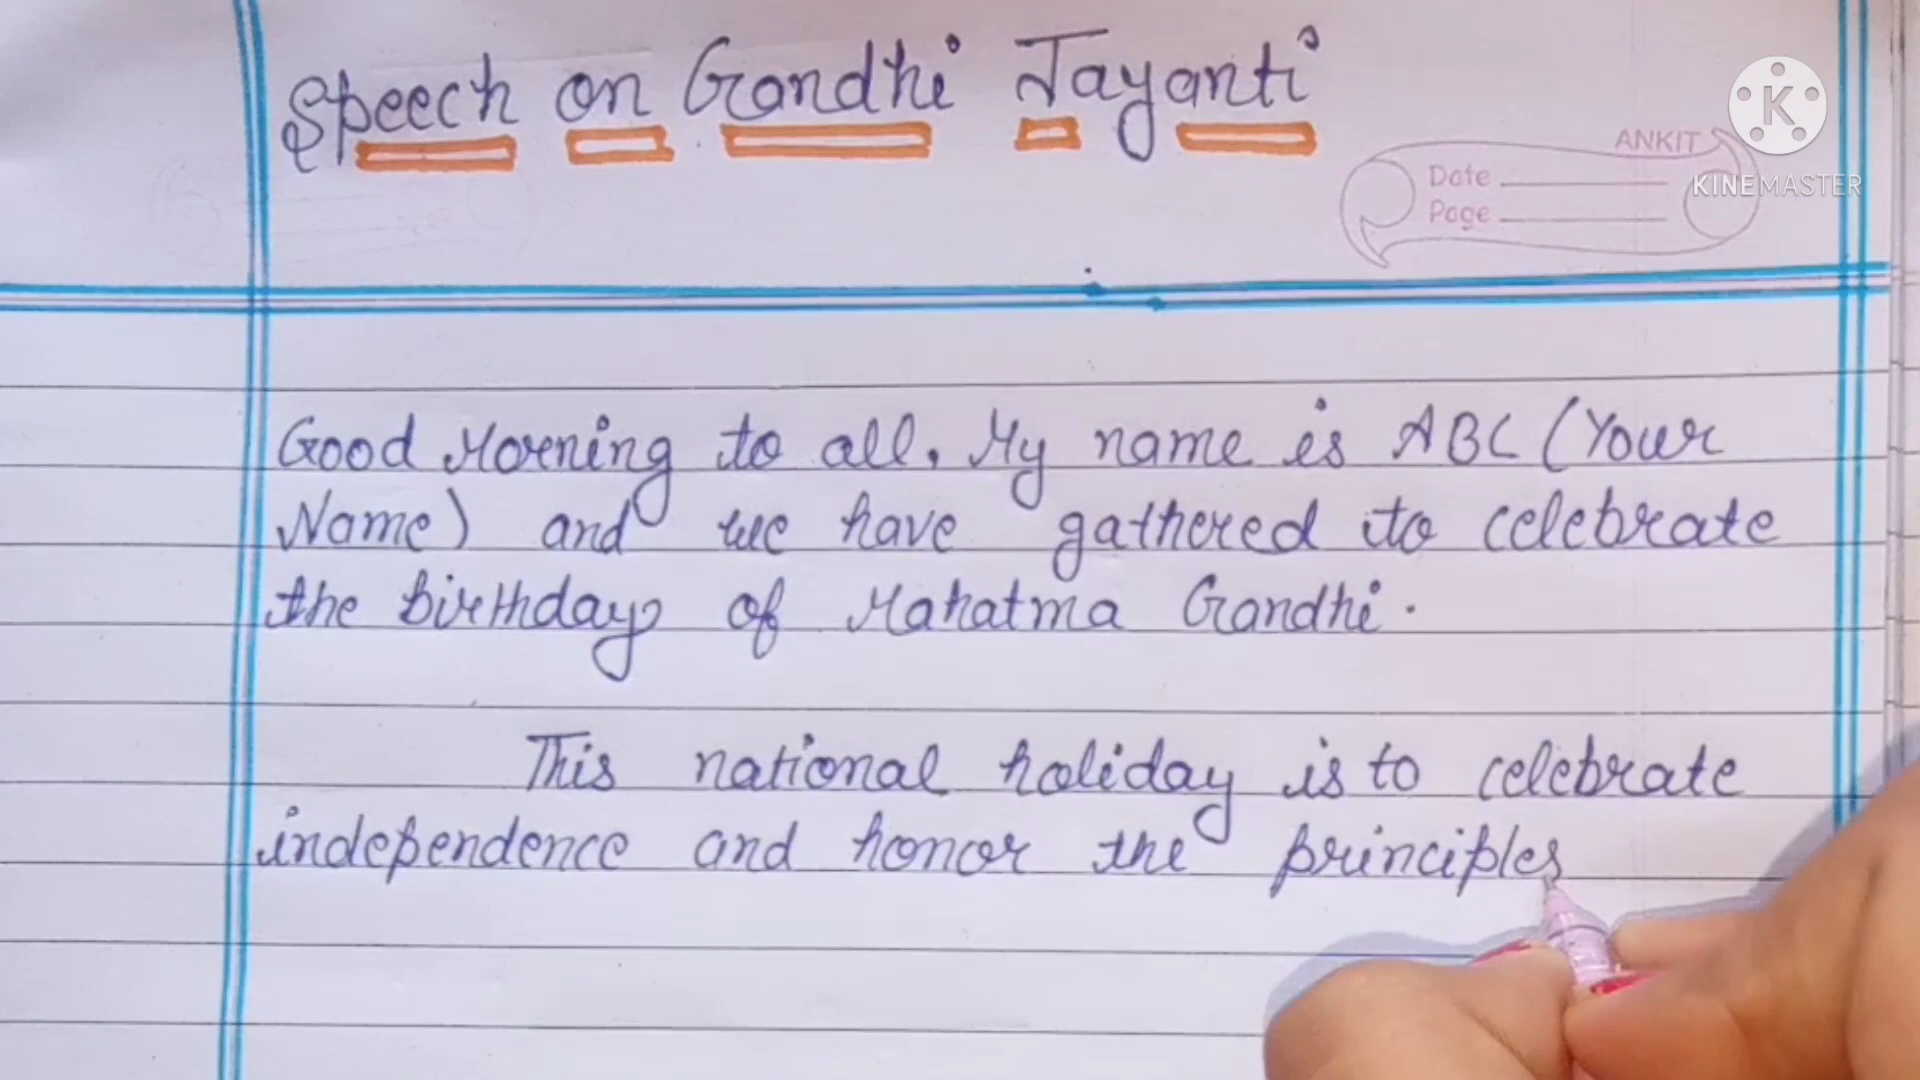 Speech on Gandhi Jayanti
ANKIT
Date
Page
KINEMASTER
Good Morning to all. My name is ABC (Your
Name) and we have gathered to celebrate
the birthday of Mahatma Gandhi.
This national holiday is to celebrate
independence and honor the principles